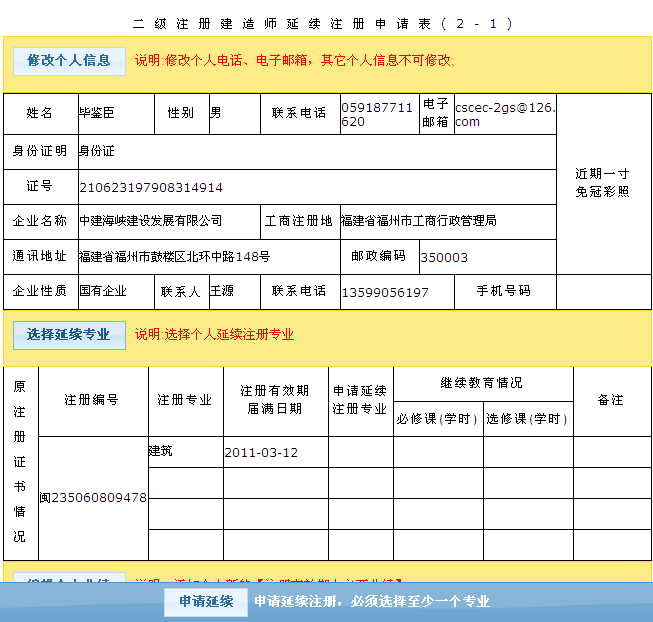 二级注册建造师延续注册申请表(2-1)
修改个人信息 说明:修改个人电话、电子邮箱，其它个人信息不可修改;
姓名 毕鉴臣 性别 男 联系电话 059187711620 电子邮箱 cscec-2gs@126.com
近期一寸
免冠彩照
身份证明 身份证
证号 210623197908314914
企业名称 中建海峡建设发展有限公司 工商注册地 福建省福州市工商行政管理局
通讯地址 福建省福州市鼓楼区北环中路148号 邮政编码 350003
企业性质 国有企业 联系人 王源 联系电话 13599056197 手机号码
选择延续专业 说明:选择个人延续注册专业
原注册证书情况
注册编号 注册专业 注册有效期届满日期 申请延续注册专业 继续教育情况 备注
必修课(学时) 选修课(学时)
闽235060809478 建筑 2011-03-12
申请延续 申请延续注册，必须选择至少一个专业